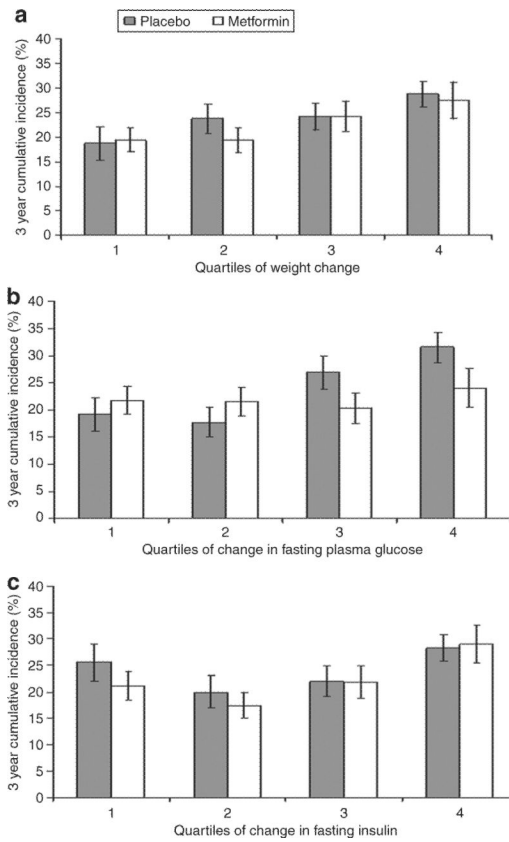 a
Placebo Metformin
3 year cumulative incidence (%)
40
35
30
25
20
15
10
5
0
1 2 3 4
Quartiles of weight change
b
3 year cumulative incidence (%)
40
35
30
25
20
15
10
5
0
1 2 3 4
Quartiles of change in fasting plasma glucose
c
3 year cumulative incidence (%)
40
35
30
25
20
15
10
5
0
1 2 3 4
Quartiles of change in fasting insulin